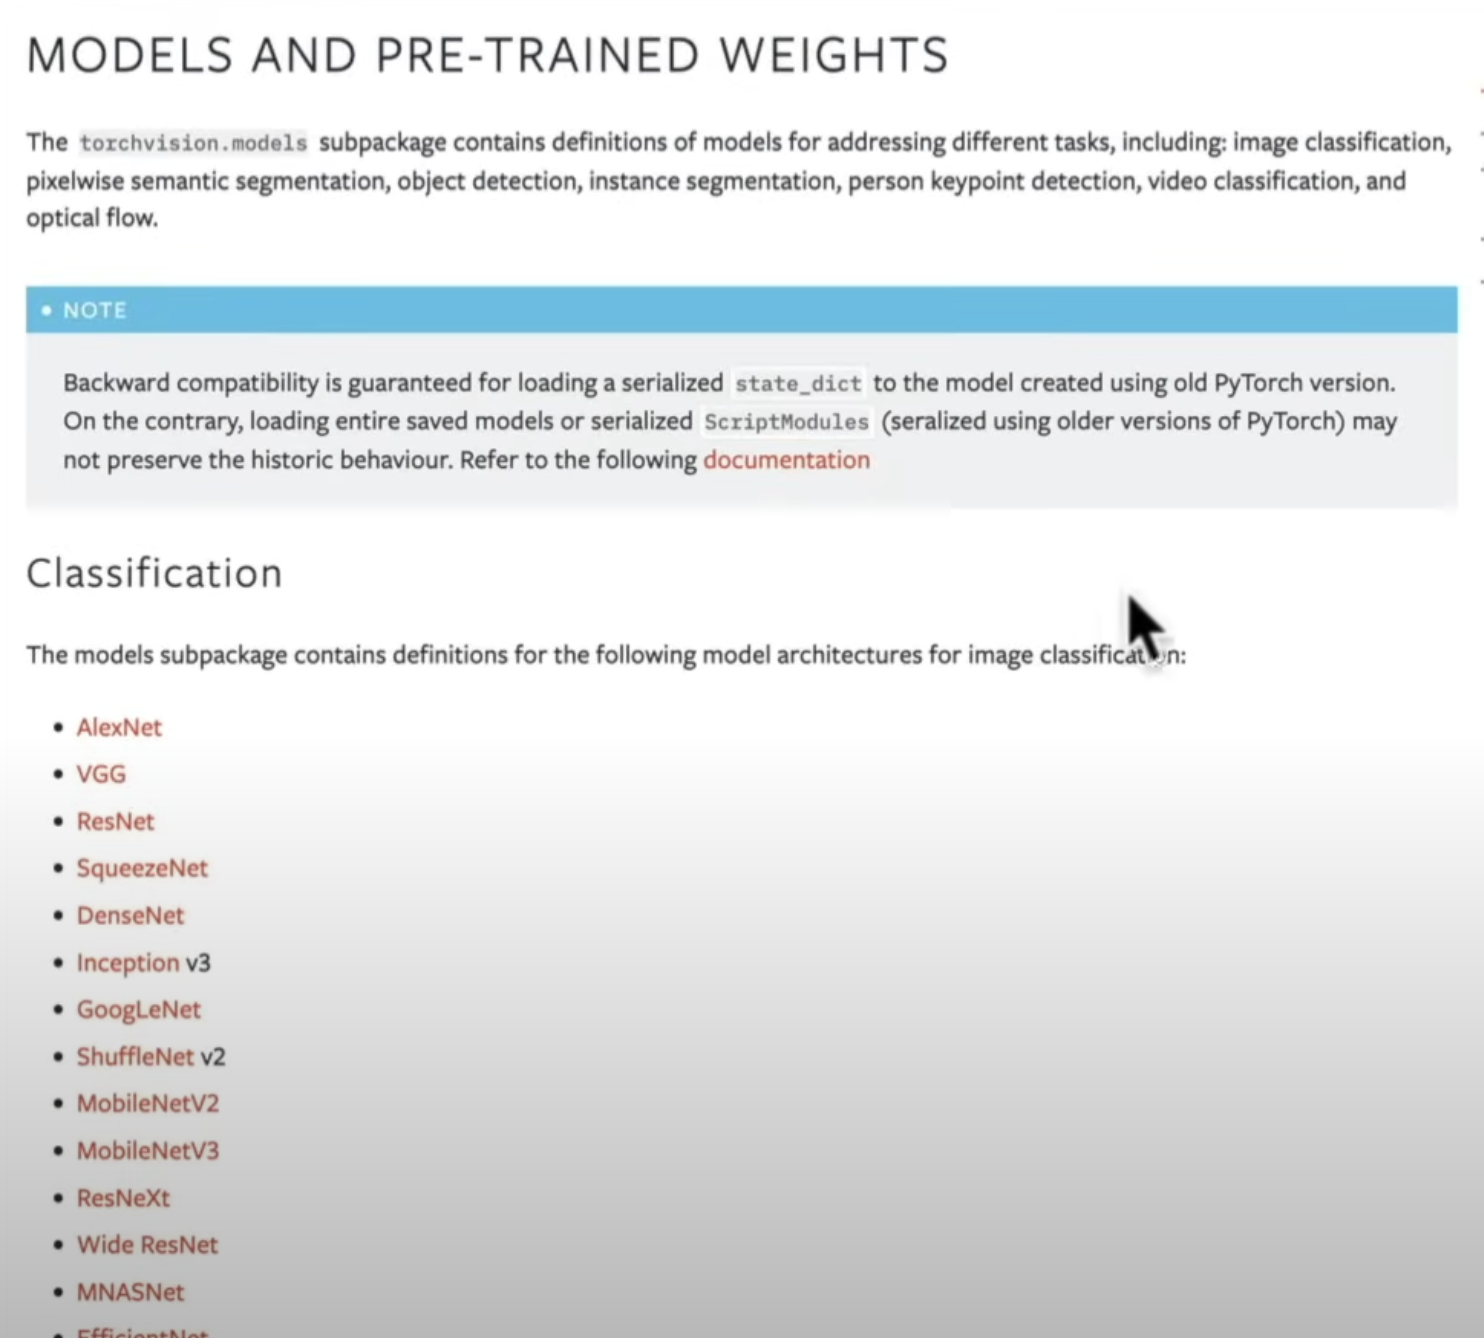 MODELS AND PRE-TRAINED WEIGHTS
The torchvision.models subpackage contains definitions of models for addressing different tasks, including: image classification,
pixelwise semantic segmentation, object detection, instance segmentation, person keypoint detection, video classification, and
optical flow.
• NOTE
Backward compatibility is guaranteed for loading a serialized state_dict to the model created using old PyTorch version.
On the contrary, loading entire saved models or serialized ScriptModules (seralized using older versions of PyTorch) may
not preserve the historic behaviour. Refer to the following documentation
Classification
The models subpackage contains definitions for the following model architectures for image classification:
• AlexNet
• VGG
• ResNet
• SqueezeNet
• DenseNet
• Inception v3
• GoogLeNet
• ShuffleNet v2
• MobileNetV2
• MobileNetV3
• ResNeXt
• Wide ResNet
• MNASNet
• EfficientNet